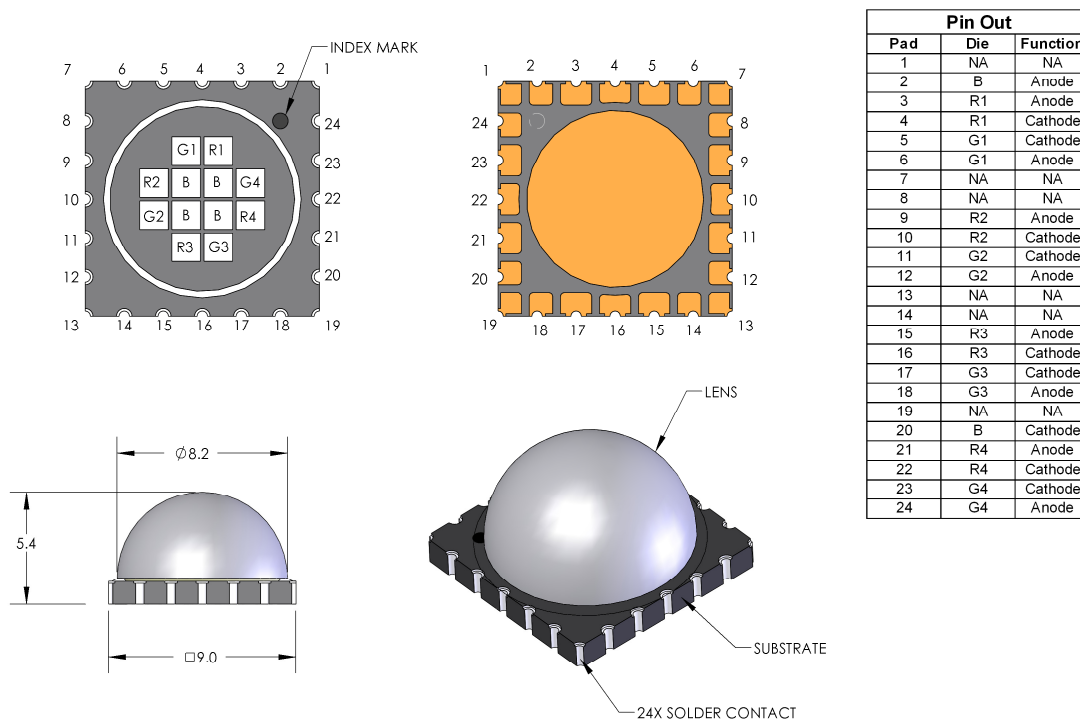 INDEX MARK
7 6 5 4 3 2 1
8 24
9 23
10 22
11 21
12 20
13 14 15 16 17 18 19
G1 R1
R2 B B G4
G2 B B R4
R3 G3
1 2 3 4 5 6 7
24 8
23 9
22 10
21 11
20 12
19 18 17 16 15 14 13
Pin Out
Pad Die Function
1 NA NA
2 B Anode
3 R1 Anode
4 R1 Cathode
5 G1 Cathode
6 G1 Anode
7 NA NA
8 NA NA
9 R2 Anode
10 R2 Cathode
11 G2 Cathode
12 G2 Anode
13 NA NA
14 NA NA
15 R3 Anode
16 R3 Cathode
17 G3 Cathode
18 G3 Anode
19 NA NA
20 B Cathode
21 R4 Anode
22 R4 Cathode
23 G4 Cathode
24 G4 Anode
Ø8.2
5.4
□9.0
LENS
SUBSTRATE
24X SOLDER CONTACT